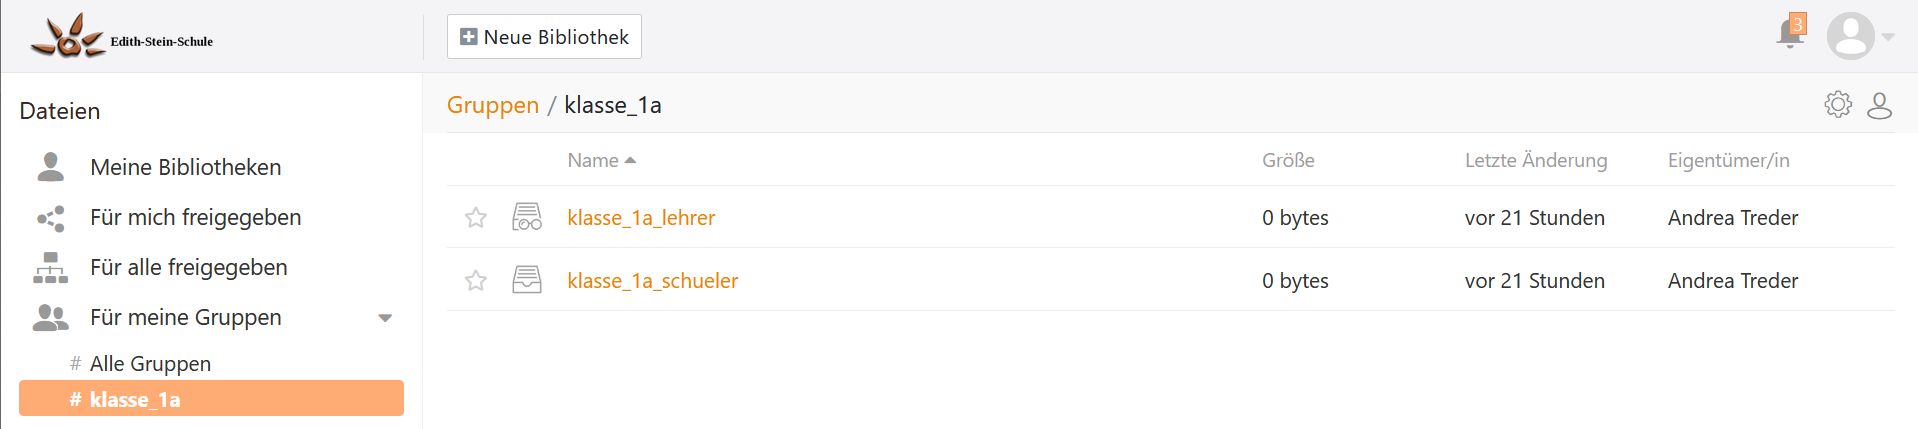 Edith-Stein-Schule
Neue Bibliothek
3
Dateien
Meine Bibliotheken
Für mich freigegeben
Für alle freigegeben
Für meine Gruppen
# Alle Gruppen
# klasse_1a
Gruppen / klasse_1a
Name Größe Letzte Änderung Eigentümer/in
klasse_1a_lehrer 0 bytes vor 21 Stunden Andrea Treder
klasse_1a_schueler 0 bytes vor 21 Stunden Andrea Treder